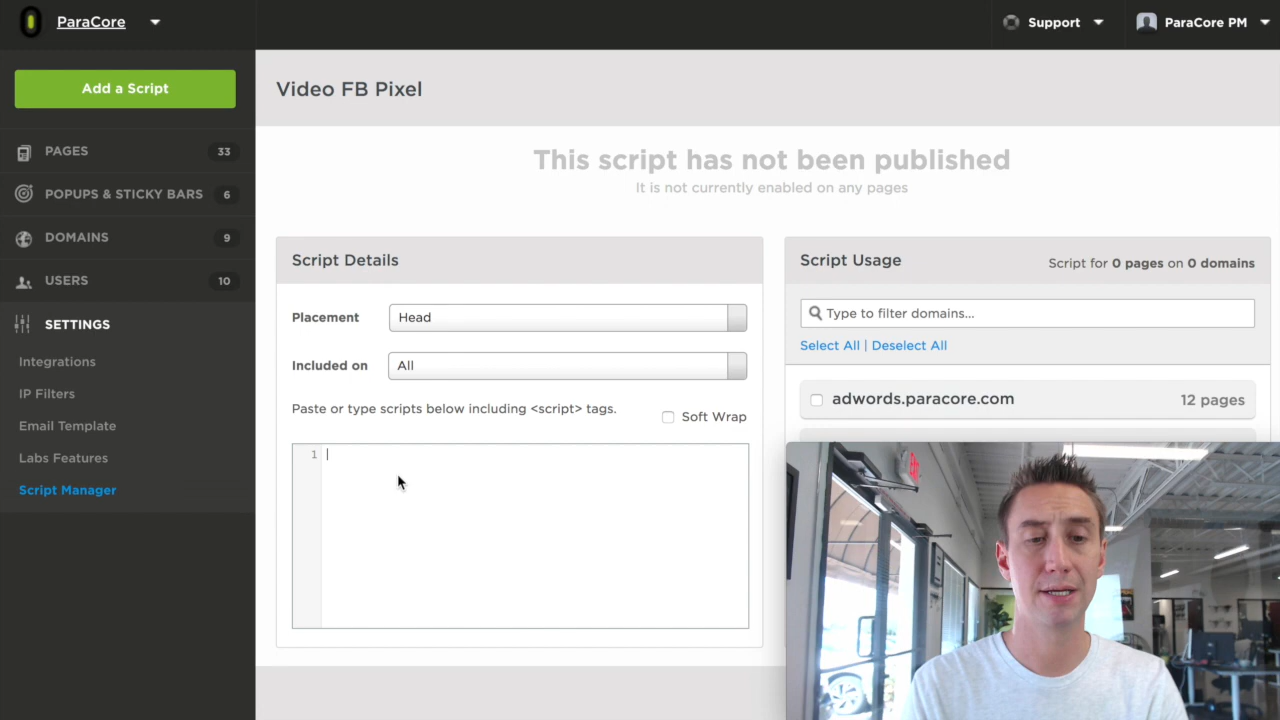 ParaCore
Support
ParaCore PM
Add a Script
Video FB Pixel
PAGES 33
POPUPS & STICKY BARS 6
DOMAINS 9
USERS 10
SETTINGS
Integrations
IP Filters
Email Template
Labs Features
Script Manager
This script has not been published
It is not currently enabled on any pages
Script Details
Placement Head
Included on All
Paste or type scripts below including <script> tags.
Soft Wrap
1
Script Usage
Script for 0 pages on 0 domains
Type to filter domains...
Select All | Deselect All
adwords.paracore.com 12 pages